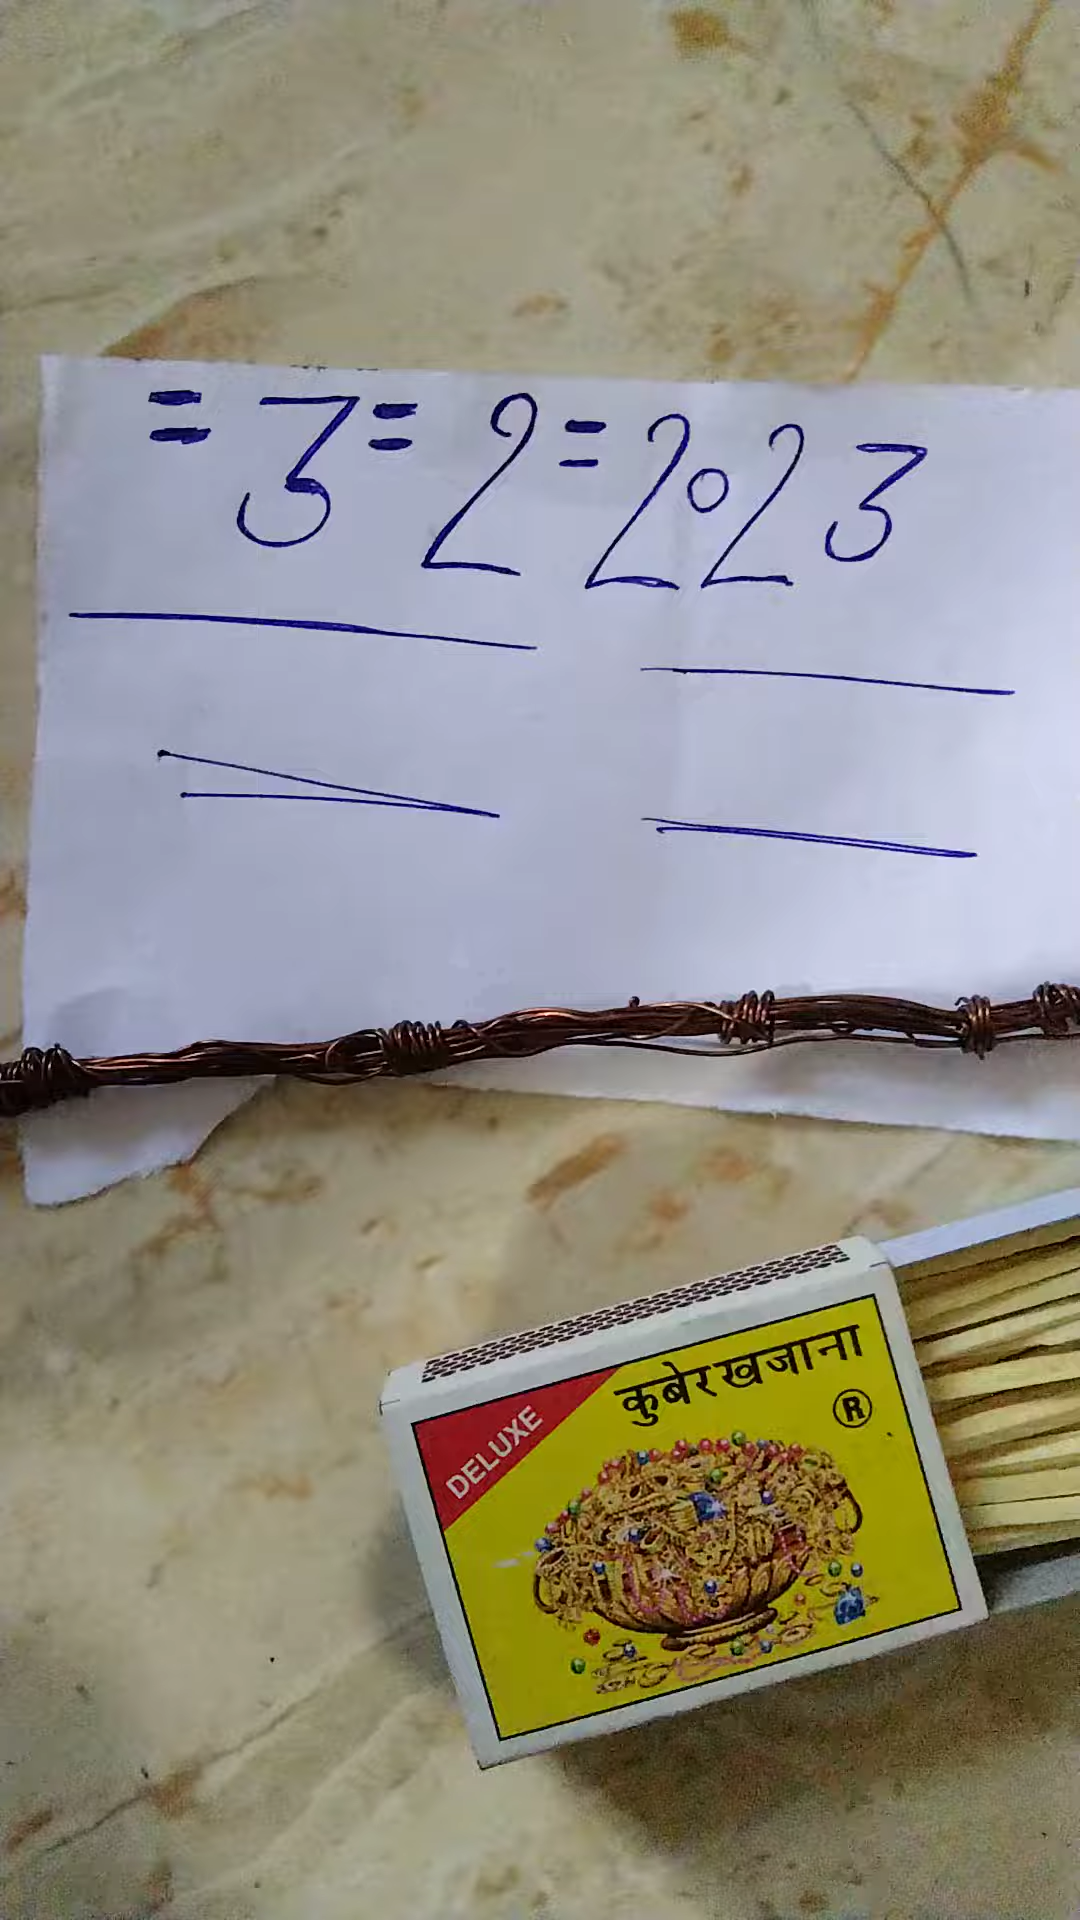 = 3 = 2 = 2023
कुबेर खजाना
®
DELUXE